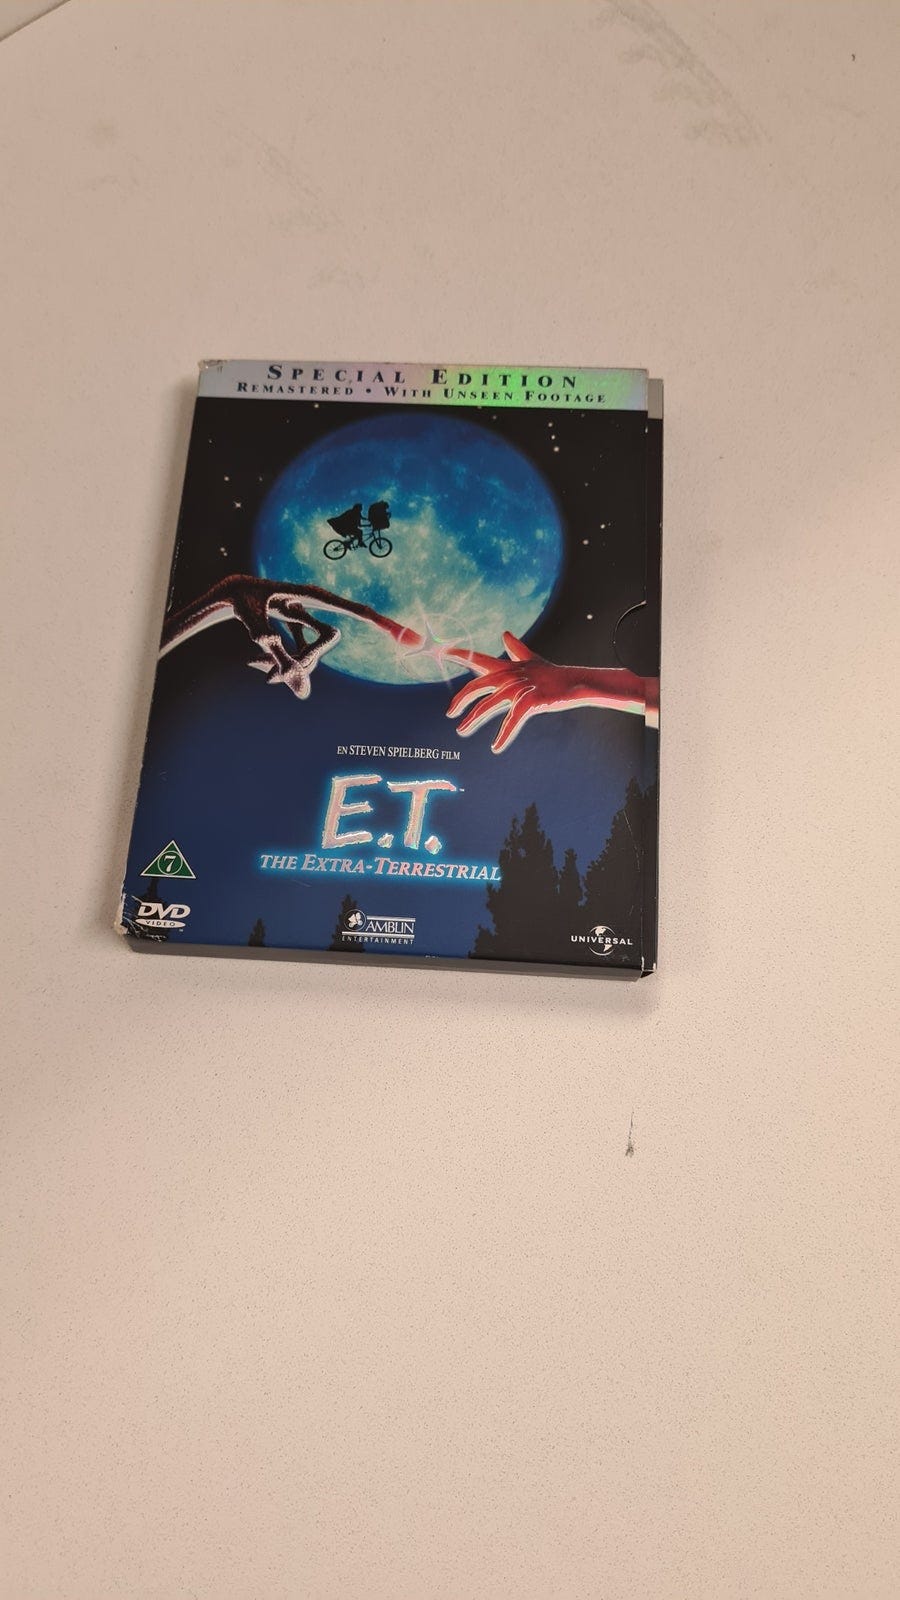 SPECIAL EDITION
REMASTERED • WITH UNSEEN FOOTAGE
EN STEVEN SPIELBERG FILM
E.T.
THE EXTRA-TERRESTRIAL
7
DVD
VIDEO
AMBLIN
ENTERTAINMENT
UNIVERSAL